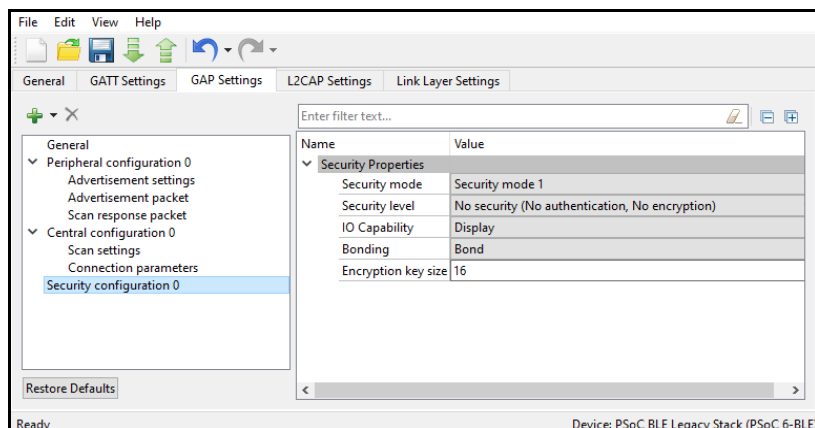 File Edit View Help
General GATT Settings GAP Settings L2CAP Settings Link Layer Settings
Enter filter text...
General
Peripheral configuration 0
Advertisement settings
Advertisement packet
Scan response packet
Central configuration 0
Scan settings
Connection parameters
Security configuration 0
Restore Defaults
Name Value
Security Properties
Security mode Security mode 1
Security level No security (No authentication, No encryption)
IO Capability Display
Bonding Bond
Encryption key size 16
Ready Device: PSoC BLE Legacy Stack (PSoC 6-BLE)